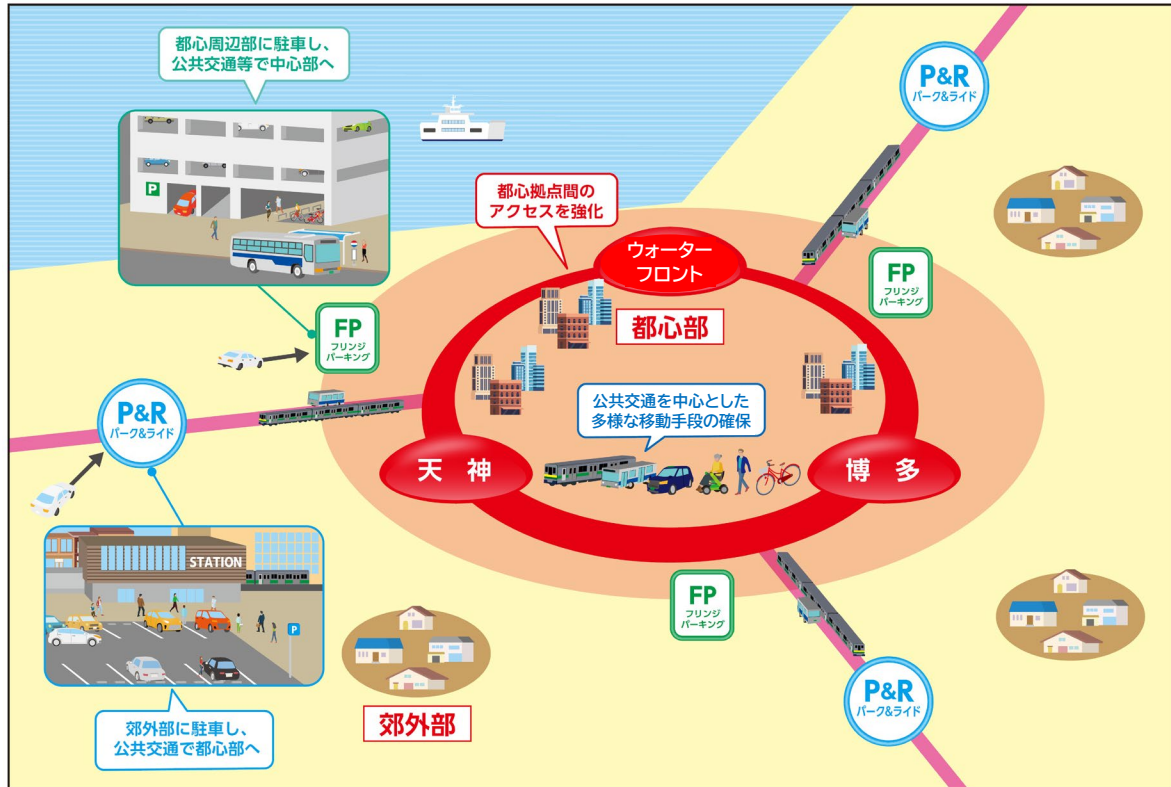 都心周辺部に駐車し、
公共交通等で中心部へ
P
P&R
パーク&ライド
都心拠点間の
アクセスを強化
ウォーター
フロント
FP
フリンジ
パーキング
都心部
FP
フリンジ
パーキング
公共交通を中心とした
多様な移動手段の確保
P&R
パーク&ライド
天神
博多
STATION
P
FP
フリンジ
パーキング
P&R
パーク&ライド
郊外部
郊外部に駐車し、
公共交通で都心部へ